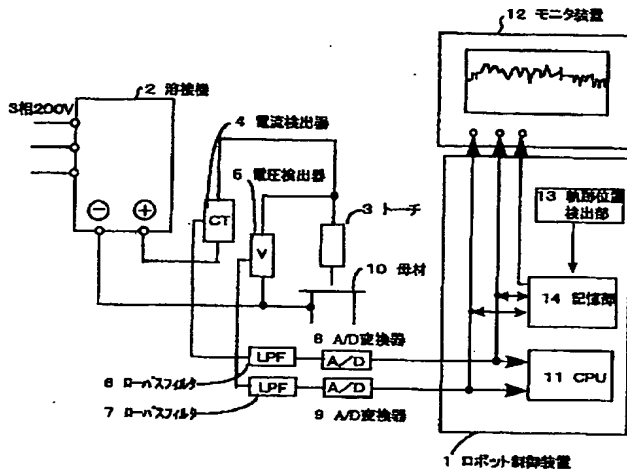 12 モニタ装置
2 溶接機
3相200V
4 電流検出器
5 電圧検出器
CT
V
⊖
⊕
3 トーチ
10 母材
13 軌跡位置
検出部
14 記憶部
8 A/D変換器
LPF
A/D
11 CPU
6 ローパスフィルタ
LPF
A/D
7 ローパスフィルタ
9 A/D変換器
1 ロボット制御装置